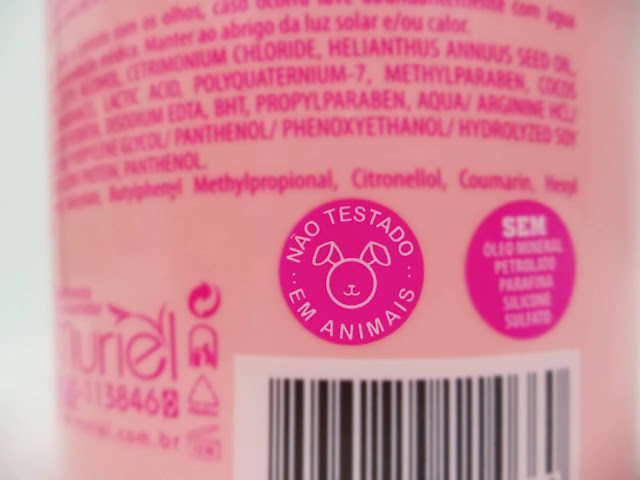 com os olhos, caso ocorra lave abundantemente com água
médica. Manter ao abrigo da luz solar e/ou calor.
CETRIMONIUM CHLORIDE, HELIANTHUS ANNUUS SEED OIL,
LACTIC ACID, POLYQUATERNIUM-7, METHYLPARABEN, COCOS
DISODIUM EDTA, BHT, PROPYLPARABEN, AQUA/ ARGININE HCL/
GLYCOL/ PANTHENOL/ PHENOXYETHANOL/ HYDROLYZED SOY
PROTEIN, PANTHENOL.
Butylphenyl Methylpropional, Citronellol, Coumarin, Hexyl
NÃO TESTADO
EM ANIMAIS
SEM
ÓLEO MINERAL
PETROLATO
PARAFINA
SILICONE
SULFATO
muriel
113846
.com.br